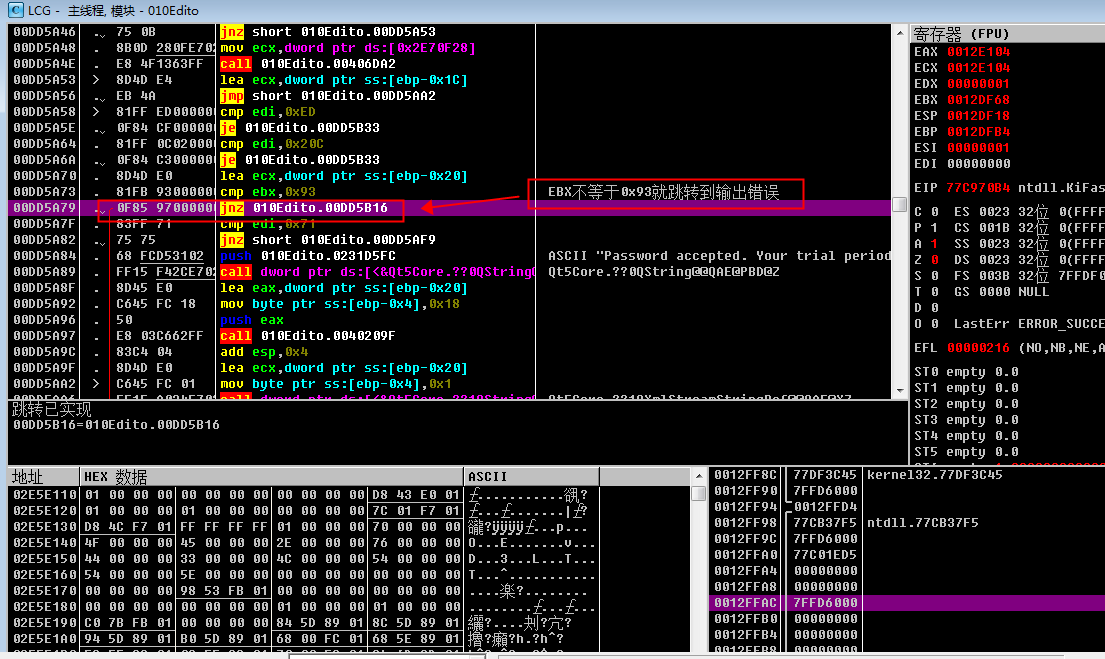 LCG - 主线程, 模块 - 010Edito
00DD5A46 . 75 0B jnz short 010Edito.00DD5A53
00DD5A48 . 8B0D 280FE702 mov ecx,dword ptr ds:[0x2E70F28]
00DD5A4E . E8 4F1363FF call 010Edito.00406DA2
00DD5A53 > 8D4D E4 lea ecx,dword ptr ss:[ebp-0x1C]
00DD5A56 . EB 4A jmp short 010Edito.00DD5AA2
00DD5A58 > 81FF ED000000 cmp edi,0xED
00DD5A5E . 0F84 CF000000 je 010Edito.00DD5B33
00DD5A64 . 81FF 0C020000 cmp edi,0x20C
00DD5A6A . 0F84 C3000000 je 010Edito.00DD5B33
00DD5A70 . 8D4D E0 lea ecx,dword ptr ss:[ebp-0x20]
00DD5A73 . 81FB 93000000 cmp ebx,0x93
00DD5A79 . 0F85 97000000 jnz 010Edito.00DD5B16
00DD5A7F . 83FF 71 cmp edi,0x71
00DD5A82 . 75 75 jnz short 010Edito.00DD5AF9
00DD5A84 . 68 FCD53102 push 010Edito.0231D5FC ASCII "Password accepted. Your trial period
00DD5A89 . FF15 F42CE702 call dword ptr ds:[<&Qt5Core.??0QString@ Qt5Core.??0QString@@QAE@PBD@Z
00DD5A8F . 8D45 E0 lea eax,dword ptr ss:[ebp-0x20]
00DD5A92 . C645 FC 18 mov byte ptr ss:[ebp-0x4],0x18
00DD5A96 . 50 push eax
00DD5A97 . E8 03C662FF call 010Edito.0040209F
00DD5A9C . 83C4 04 add esp,0x4
00DD5A9F . 8D4D E0 lea ecx,dword ptr ss:[ebp-0x20]
00DD5AA2 > C645 FC 01 mov byte ptr ss:[ebp-0x4],0x1
EBX不等于0x93就跳转到输出错误
跳转已实现
00DD5B16=010Edito.00DD5B16
寄存器 (FPU)
EAX 0012E104
ECX 0012E104
EDX 00000001
EBX 0012DF68
ESP 0012DF18
EBP 0012DFB4
ESI 00000001
EDI 00000000
EIP 77C970B4 ntdll.KiFas
C 0 ES 0023 32位 0(FFFF
P 1 CS 001B 32位 0(FFFF
A 1 SS 0023 32位 0(FFFF
Z 0 DS 0023 32位 0(FFFF
S 0 FS 003B 32位 7FFDF0
T 0 GS 0000 NULL
D 0
O 0 LastErr ERROR_SUCCE
EFL 00000216 (NO,NB,NE,A
ST0 empty 0.0
ST1 empty 0.0
ST2 empty 0.0
ST3 empty 0.0
ST4 empty 0.0
ST5 empty 0.0
地址 HEX 数据 ASCII
02E5E110 01 00 00 00 00 00 00 00 00 00 00 00 D8 43 E0 01
02E5E120 01 00 00 00 01 00 00 00 00 00 00 00 7C 01 F7 01
02E5E130 D8 4C F7 01 FF FF FF FF 01 00 00 00 70 00 00 00
02E5E140 4F 00 00 00 45 00 00 00 2E 00 00 00 76 00 00 00 O...E.......v...
02E5E150 44 00 00 00 33 00 00 00 4C 00 00 00 54 00 00 00 D...3...L...T...
02E5E160 54 00 00 00 5E 00 00 00 00 00 00 00 00 00 00 00 T...^...........
02E5E170 00 00 00 00 98 53 FB 01 00 00 00 00 00 00 00 00
02E5E180 00 00 00 00 00 00 00 00 01 00 00 00 01 00 00 00
02E5E190 C0 7B FB 01 00 00 00 00 84 5D 89 01 8C 5D 89 01
02E5E1A0 94 5D 89 01 B0 5D 89 01 68 00 FC 01 68 5E 89 01
0012FF8C 77DF3C45 kernel32.77DF3C45
0012FF90 7FFD6000
0012FF94 0012FFD4
0012FF98 77CB37F5 ntdll.77CB37F5
0012FF9C 7FFD6000
0012FFA0 77C01ED5
0012FFA4 00000000
0012FFA8 00000000
0012FFAC 7FFD6000
0012FFB0 00000000
0012FFB4 00000000
0012FFB8 00000000